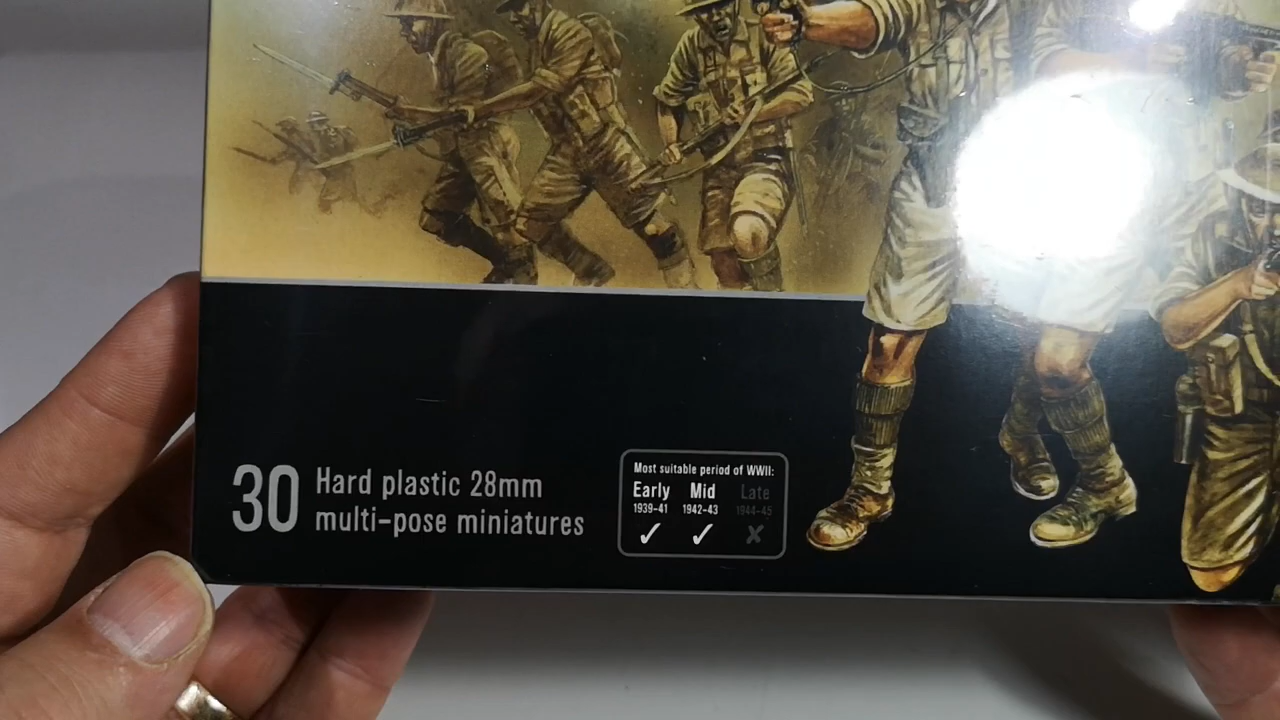 30
Hard plastic 28mm
multi-pose miniatures
Most suitable period of WWII:
Early Mid Late
1939-41 1942-43 1944-45
✓ ✓ ✗